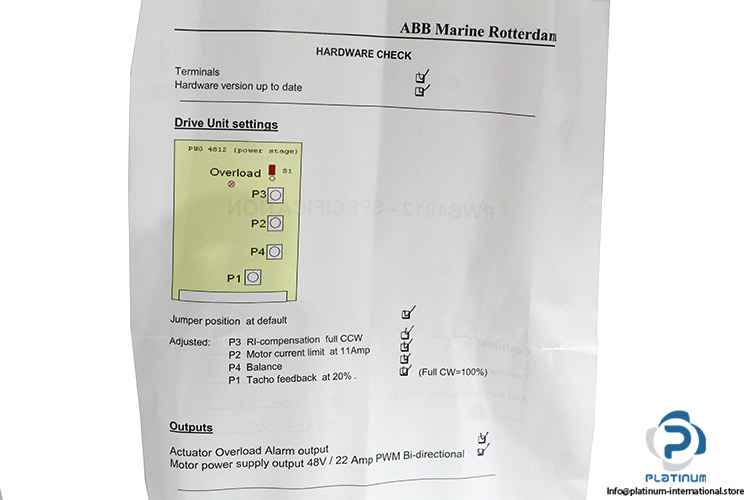 ABB Marine Rotterdam
HARDWARE CHECK
Terminals
Hardware version up to date
Drive Unit settings
PWG 4812 (power stage)
Overload S1
P3
P2
P4
P1
PWB4812 - SPECIFICATION
Jumper position at default
Adjusted: P3 RI-compensation full CCW
P2 Motor current limit at 11Amp
P4 Balance
P1 Tacho feedback at 20% . (Full CW=100%)
Outputs
Actuator Overload Alarm output
Motor power supply output 48V / 22 Amp PWM Bi-directional
PLATINUM
Info@platinum-international.store